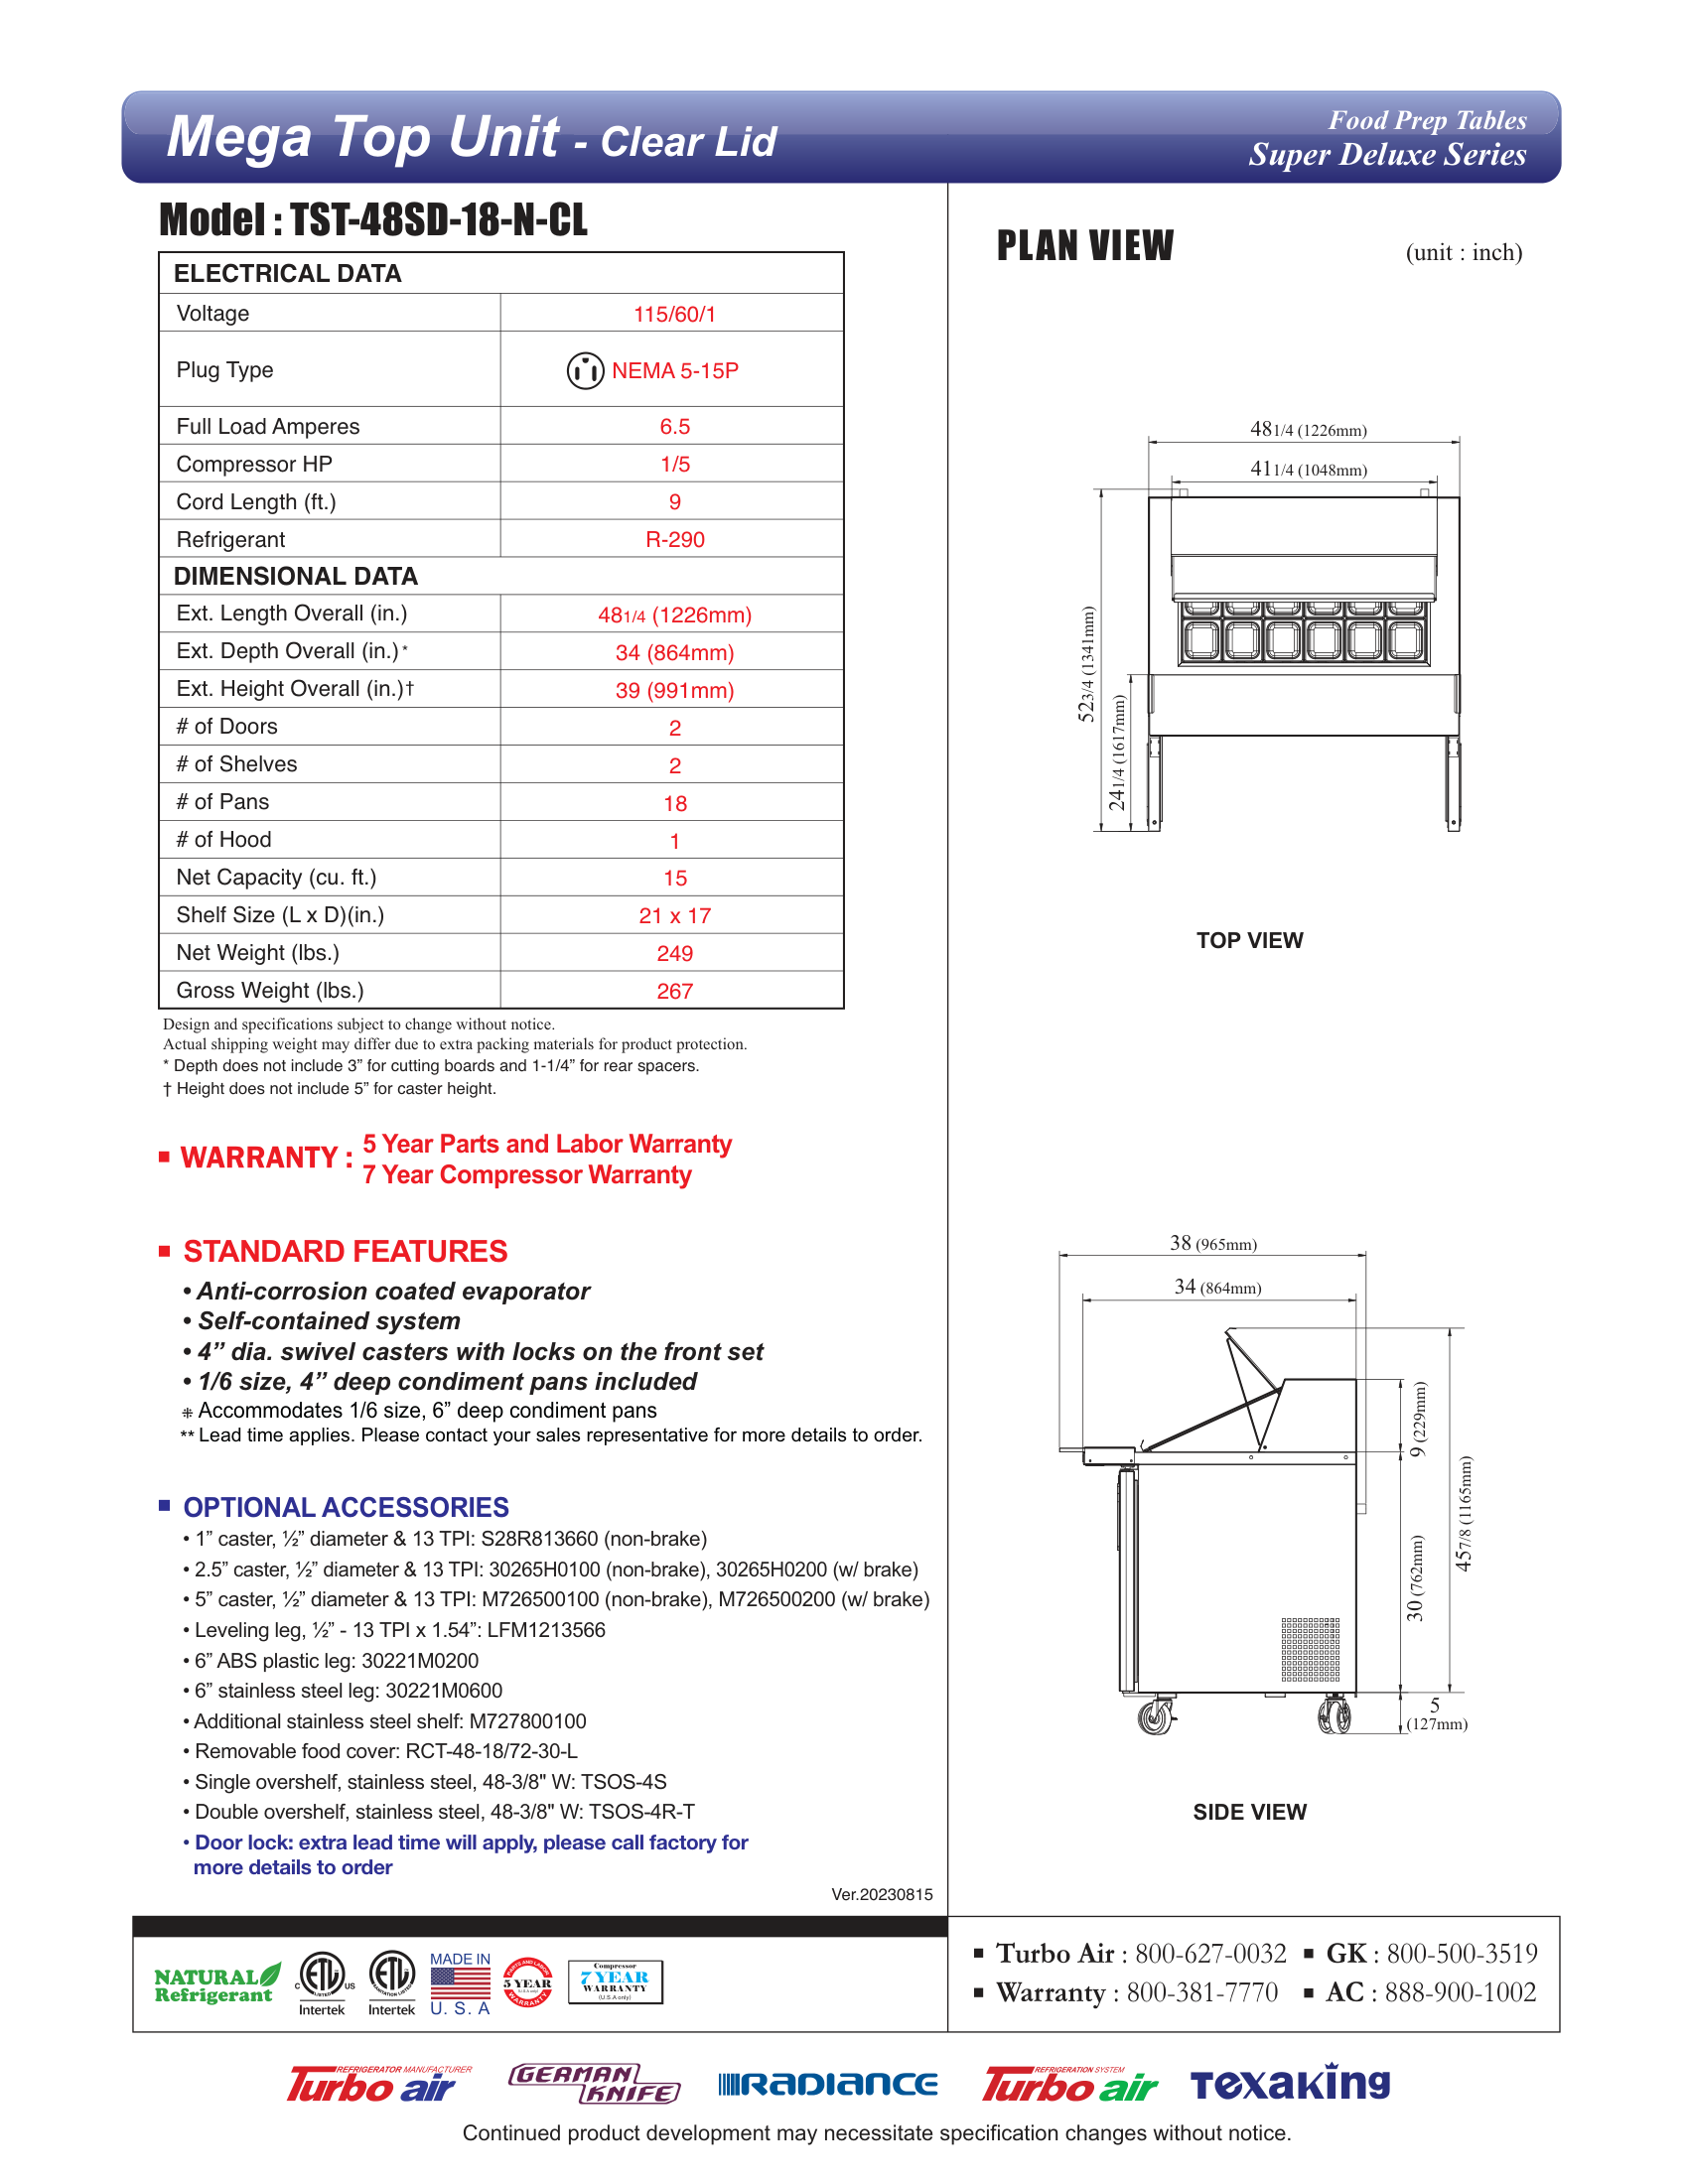 Mega Top Unit - Clear Lid
Food Prep Tables
Super Deluxe Series
Model : TST-48SD-18-N-CL
ELECTRICAL DATA
Voltage 115/60/1
Plug Type NEMA 5-15P
Full Load Amperes 6.5
Compressor HP 1/5
Cord Length (ft.) 9
Refrigerant R-290
DIMENSIONAL DATA
Ext. Length Overall (in.) 481/4 (1226mm)
Ext. Depth Overall (in.)* 34 (864mm)
Ext. Height Overall (in.)† 39 (991mm)
# of Doors 2
# of Shelves 2
# of Pans 18
# of Hood 1
Net Capacity (cu. ft.) 15
Shelf Size (L x D)(in.) 21 x 17
Net Weight (lbs.) 249
Gross Weight (lbs.) 267
Design and specifications subject to change without notice.
Actual shipping weight may differ due to extra packing materials for product protection.
* Depth does not include 3” for cutting boards and 1-1/4” for rear spacers.
† Height does not include 5” for caster height.
■ WARRANTY : 5 Year Parts and Labor Warranty
7 Year Compressor Warranty
■ STANDARD FEATURES
• Anti-corrosion coated evaporator
• Self-contained system
• 4” dia. swivel casters with locks on the front set
• 1/6 size, 4” deep condiment pans included
⁜ Accommodates 1/6 size, 6” deep condiment pans
** Lead time applies. Please contact your sales representative for more details to order.
■ OPTIONAL ACCESSORIES
• 1” caster, ½” diameter & 13 TPI: S28R813660 (non-brake)
• 2.5” caster, ½” diameter & 13 TPI: 30265H0100 (non-brake), 30265H0200 (w/ brake)
• 5” caster, ½” diameter & 13 TPI: M726500100 (non-brake), M726500200 (w/ brake)
• Leveling leg, ½” - 13 TPI x 1.54”: LFM1213566
• 6” ABS plastic leg: 30221M0200
• 6” stainless steel leg: 30221M0600
• Additional stainless steel shelf: M727800100
• Removable food cover: RCT-48-18/72-30-L
• Single overshelf, stainless steel, 48-3/8" W: TSOS-4S
• Double overshelf, stainless steel, 48-3/8" W: TSOS-4R-T
• Door lock: extra lead time will apply, please call factory for
more details to order
Ver.20230815
PLAN VIEW
(unit : inch)
481/4 (1226mm)
411/4 (1048mm)
523/4 (1341mm)
241/4 (1617mm)
TOP VIEW
38 (965mm)
34 (864mm)
9 (229mm)
457/8 (1165mm)
30 (762mm)
5
(127mm)
SIDE VIEW
NATURAL
Refrigerant
C ETL US
LISTED
Intertek
ETL
SANITATION LISTED
Intertek
MADE IN
U. S. A
PARTS AND LABOR
5 YEAR
(U.S.A only)
WARRANTY
Compressor
7 YEAR
WARRANTY
(U.S.A only)
■ Turbo Air : 800-627-0032 ■ GK : 800-500-3519
■ Warranty : 800-381-7770 ■ AC : 888-900-1002
REFRIGERATOR MANUFACTURER
Turbo air
GERMAN
KNIFE
RADIANCE
REFRIGERATION SYSTEM
Turbo air
Texaking
Continued product development may necessitate specification changes without notice.